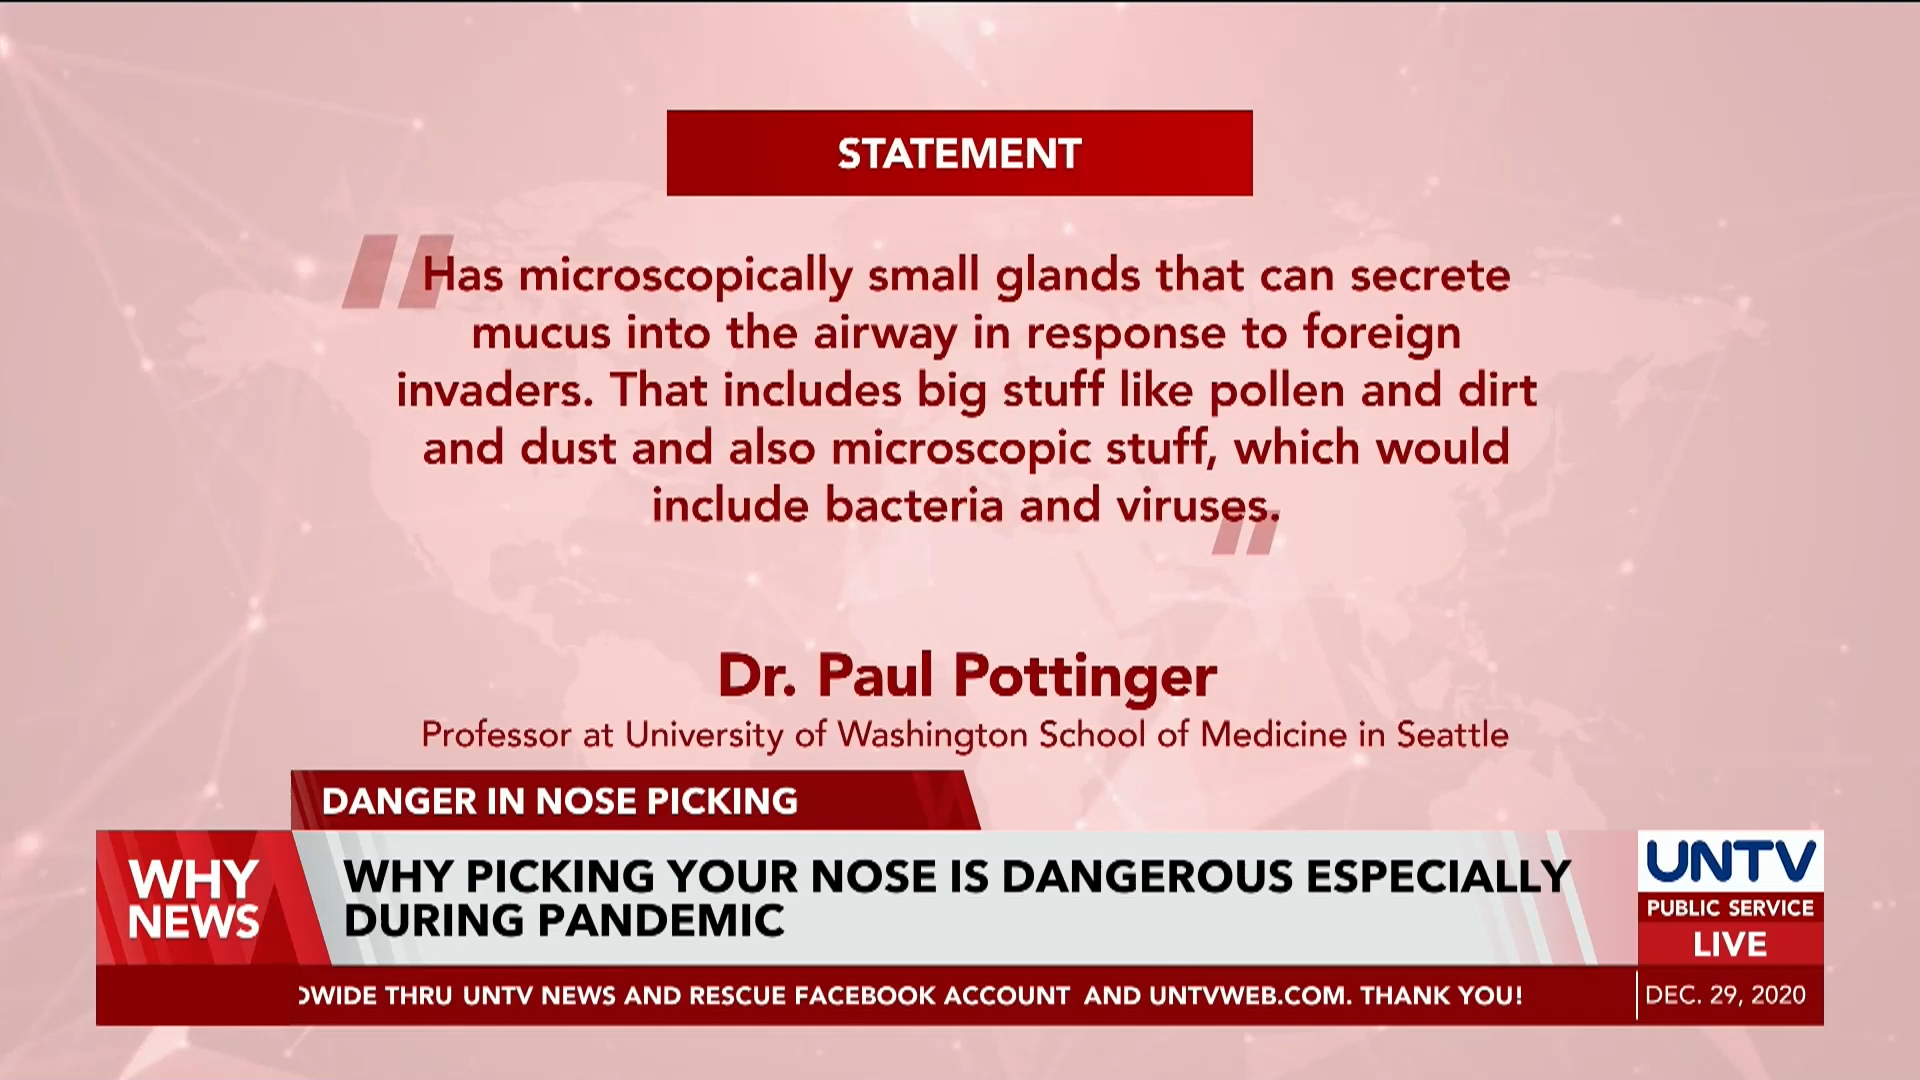 STATEMENT
Has microscopically small glands that can secrete
mucus into the airway in response to foreign
invaders. That includes big stuff like pollen and dirt
and dust and also microscopic stuff, which would
include bacteria and viruses.
Dr. Paul Pottinger
Professor at University of Washington School of Medicine in Seattle
DANGER IN NOSE PICKING
WHY NEWS
WHY PICKING YOUR NOSE IS DANGEROUS ESPECIALLY
DURING PANDEMIC
UNTV
PUBLIC SERVICE
LIVE
DWIDE THRU UNTV NEWS AND RESCUE FACEBOOK ACCOUNT AND UNTVWEB.COM. THANK YOU!
DEC. 29, 2020